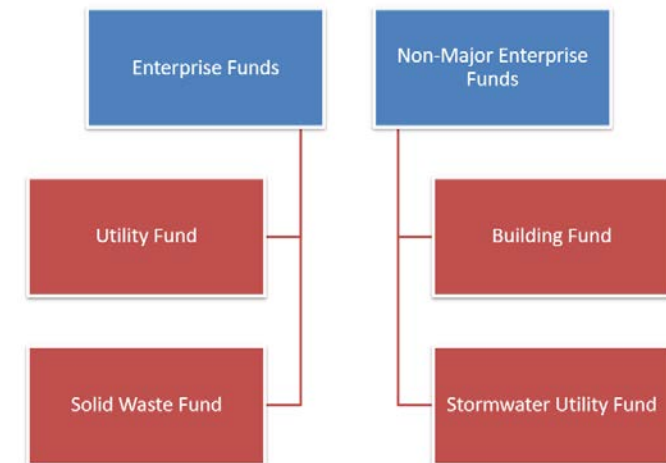 Enterprise Funds
Non-Major Enterprise
Funds
Utility Fund
Building Fund
Solid Waste Fund
Stormwater Utility Fund